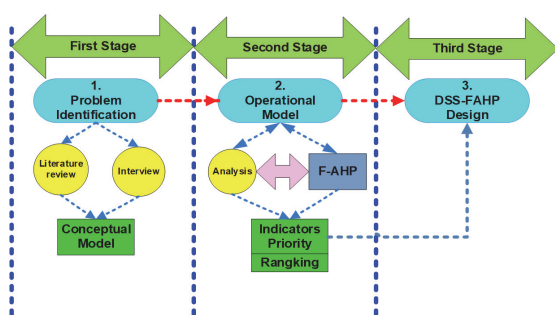 First Stage
Second Stage
Third Stage
1.
Problem
Identification
2.
Operational
Model
3.
DSS-FAHP
Design
Literature
review
Interview
Analysis
F-AHP
Conceptual
Model
Indicators
Priority
Rangking